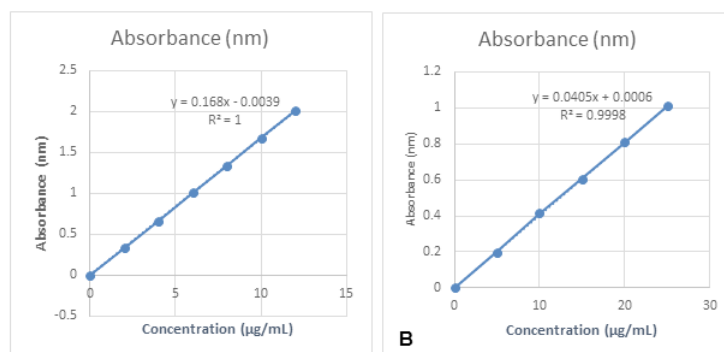 Absorbance (nm)
2.5
2
1.5
1
0.5
0
-0.5
y = 0.168x - 0.0039
R² = 1
0
5
10
15
Absorbance (nm)
Concentration (µg/mL)
Absorbance (nm)
1.2
1
0.8
0.6
0.4
0.2
0
y = 0.0405x + 0.0006
R² = 0.9998
0
10
20
30
Absorbance (nm)
Concentration (µg/mL)
B